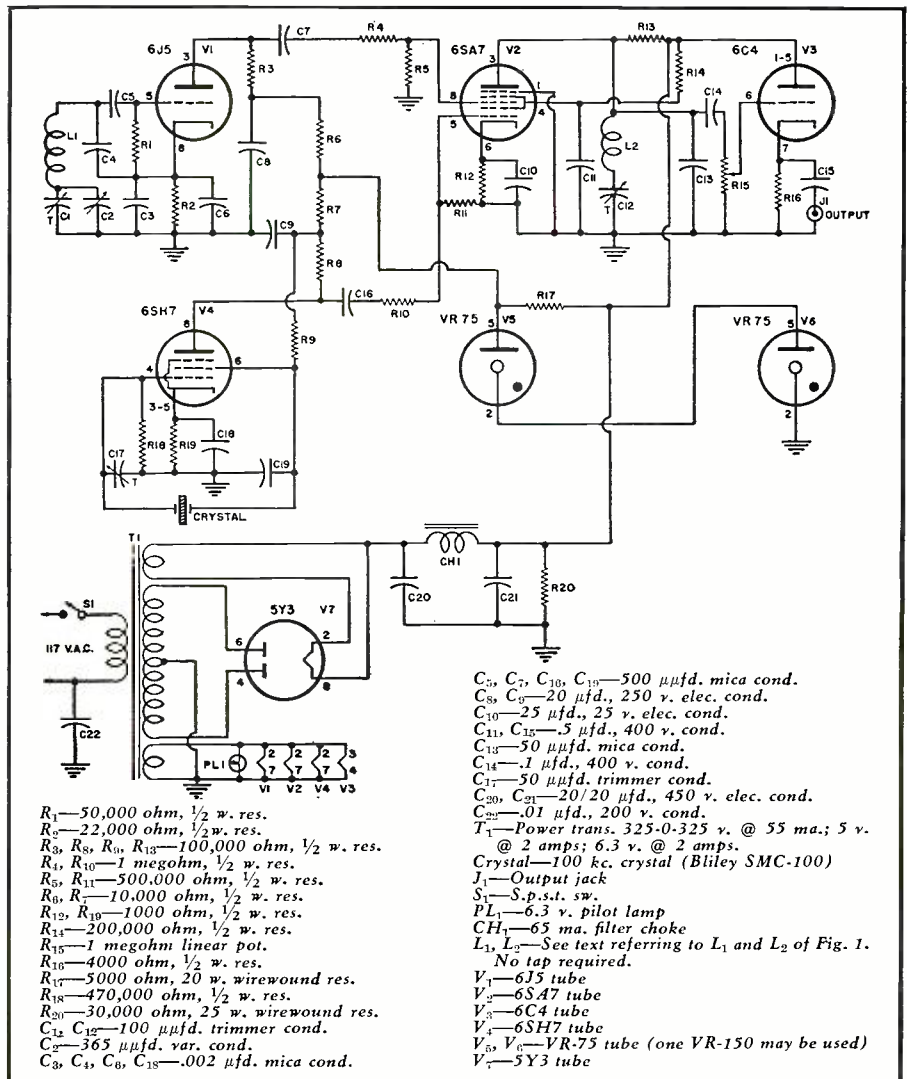 6J5 V1 C7 R4 6SA7 V2 R13 6C4 V3
3 R3 R5 3 R14 1-5
C5 5 8 5 1 4 C14 6
L1 R1 8 6 L2 7
C4 C8 R6 R12 C10 C11 C13 R15 R16 C15
J1
T C1 C2 C3 R2 C6 R7 R11 T C12 OUTPUT
C9 R8
6SH7 V4 C16 R10 R17
8 R9 VR 75 5 V5 VR 75 5 V6
4 6
3-5 2 2
C17 R18 R19 C18 C19
T
CRYSTAL
T1 CH1
S1 5Y3 V7 C20 C21 R20
117 V.A.C. 6 2
4 8
C22
PL1 2 2 2 3
7 7 7 4
V1 V2 V4 V3
R₁—50,000 ohm, ½ w. res.
R₂—22,000 ohm, ½ w. res.
R₃, R₈, R₉, R₁₃—100,000 ohm, ½ w. res.
R₄, R₁₀—1 megohm, ½ w. res.
R₅, R₁₁—500,000 ohm, ½ w. res.
R₆, R₇—10,000 ohm, ½ w. res.
R₁₂, R₁₉—1000 ohm, ½ w. res.
R₁₄—200,000 ohm, ½ w. res.
R₁₅—1 megohm linear pot.
R₁₆—4000 ohm, ½ w. res.
R₁₇—5000 ohm, 20 w. wirewound res.
R₁₈—470,000 ohm, ½ w. res.
R₂₀—30,000 ohm, 25 w. wirewound res.
C₁, C₁₂—100 μμfd. trimmer cond.
C₂—365 μμfd. var. cond.
C₃, C₄, C₆, C₁₈—.002 μfd. mica cond.
C₅, C₇, C₁₆, C₁₉—500 μμfd. mica cond.
C₈, C₉—20 μfd., 250 v. elec. cond.
C₁₀—25 μfd., 25 v. elec. cond.
C₁₁, C₁₅—.5 μfd., 400 v. cond.
C₁₃—50 μμfd. mica cond.
C₁₄—.1 μfd., 400 v. cond.
C₁₇—50 μμfd. trimmer cond.
C₂₀, C₂₁—20/20 μfd., 450 v. elec. cond.
C₂₂—.01 μfd., 200 v. cond.
T₁—Power trans. 325-0-325 v. @ 55 ma.; 5 v.
@ 2 amps; 6.3 v. @ 2 amps.
Crystal—100 kc. crystal (Bliley SMC-100)
J₁—Output jack
S₁—S.p.s.t. sw.
PL₁—6.3 v. pilot lamp
CH₁—65 ma. filter choke
L₁, L₂—See text referring to L₁ and L₂ of Fig. 1.
No tap required.
V₁—6J5 tube
V₂—6SA7 tube
V₃—6C4 tube
V₄—6SH7 tube
V₅, V₆—VR-75 tube (one VR-150 may be used)
V₇—5Y3 tube